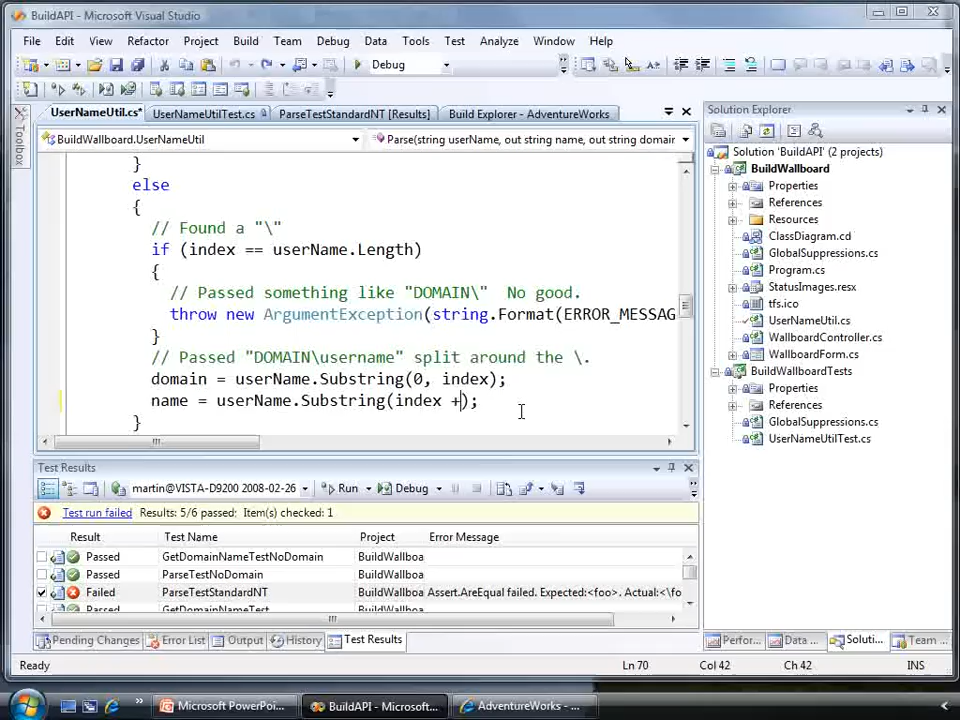 BuildAPI - Microsoft Visual Studio
File Edit View Refactor Project Build Team Debug Data Tools Test Analyze Window Help
Debug
UserNameUtil.cs* UserNameUtilTest.cs ParseTestStandardNT [Results] Build Explorer - AdventureWorks
BuildWallboard.UserNameUtil Parse(string userName, out string name, out string domain
Toolbox
}
else
{
// Found a "\"
if (index == userName.Length)
{
// Passed something like "DOMAIN\" No good.
throw new ArgumentException(string.Format(ERROR_MESSAG
}
// Passed "DOMAIN\username" split around the \.
domain = userName.Substring(0, index);
name = userName.Substring(index +);
}
Solution Explorer
Solution 'BuildAPI' (2 projects)
BuildWallboard
Properties
References
Resources
ClassDiagram.cd
GlobalSuppressions.cs
Program.cs
StatusImages.resx
tfs.ico
UserNameUtil.cs
WallboardController.cs
WallboardForm.cs
BuildWallboardTests
Properties
References
GlobalSuppressions.cs
UserNameUtilTest.cs
Test Results
martin@VISTA-D9200 2008-02-26 Run Debug
Test run failed Results: 5/6 passed; Item(s) checked: 1
Result Test Name Project Error Message
Passed GetDomainNameTestNoDomain BuildWallboa
Passed ParseTestNoDomain BuildWallboa
Failed ParseTestStandardNT BuildWallboa Assert.AreEqual failed. Expected:<foo>. Actual:<\fo
Passed GetDomainNameTest BuildWallboa
Pending Changes Error List Output History Test Results
Perfor... Data ... Soluti... Team ...
Ready Ln 70 Col 42 Ch 42 INS
Microsoft PowerPoi... BuildAPI - Microsoft... AdventureWorks - ...